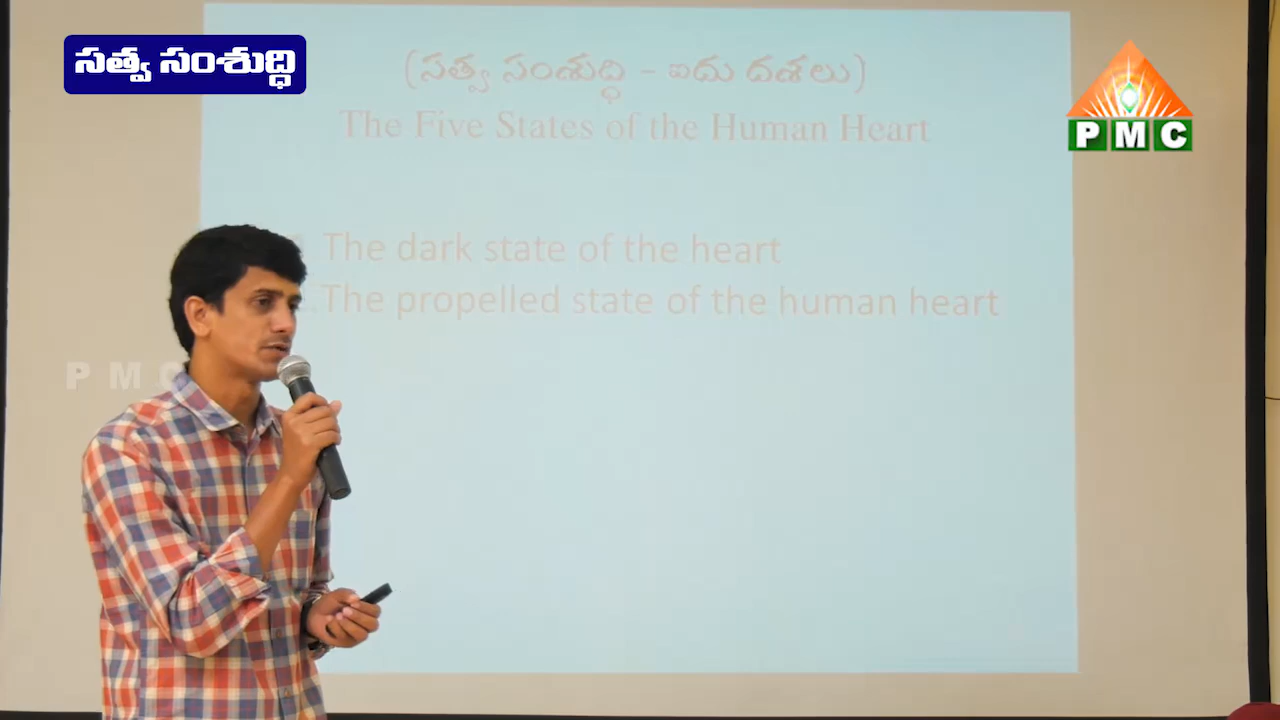 సత్వ సంశుద్ధి
(సత్వ సంశుద్ధి - ఐదు దశలు)
The Five States of the Human Heart
The dark state of the heart
The propelled state of the human heart
PMC
P M C